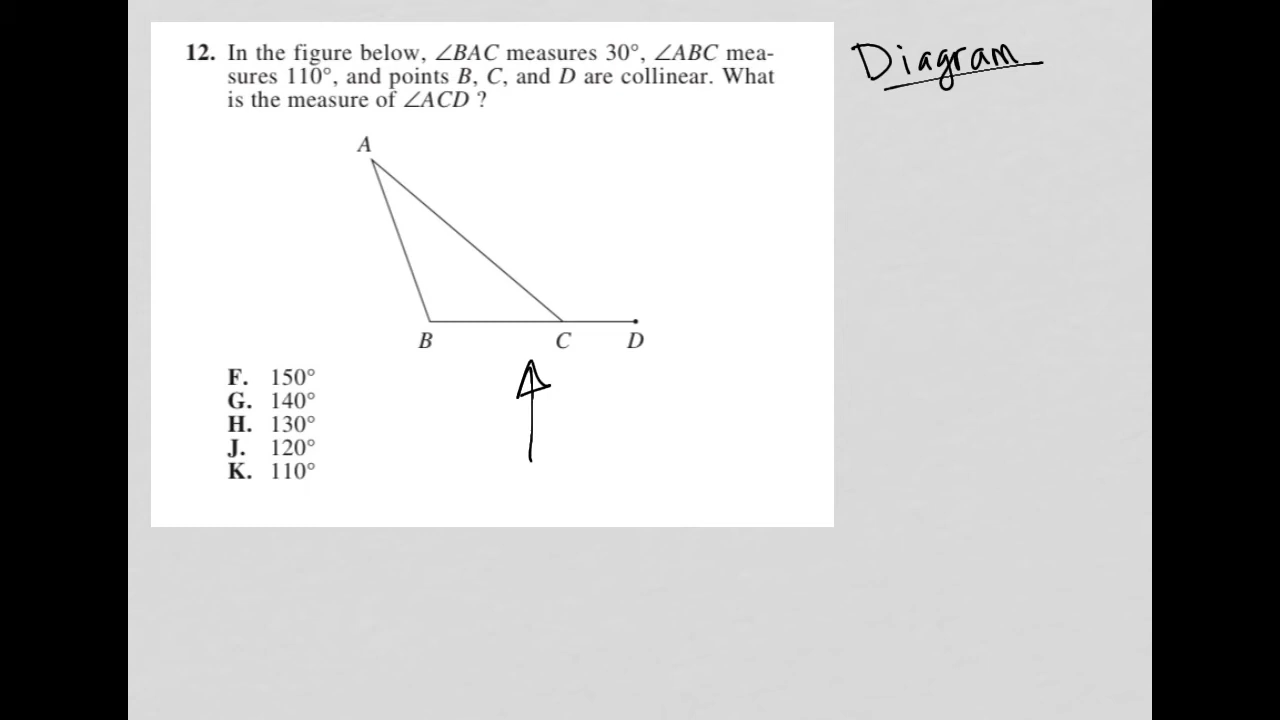 12. In the figure below, ∠BAC measures 30°, ∠ABC mea-
sures 110°, and points B, C, and D are collinear. What
is the measure of ∠ACD ?
Diagram
A
B
C
D
F. 150°
G. 140°
H. 130°
J. 120°
K. 110°